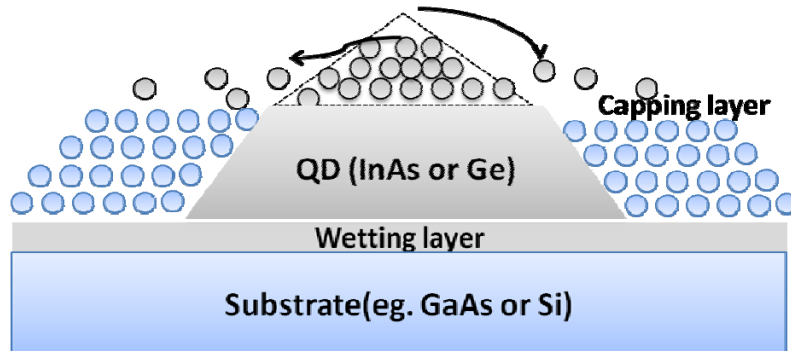 Capping layer
QD (InAs or Ge)
Wetting layer
Substrate(eg. GaAs or Si)